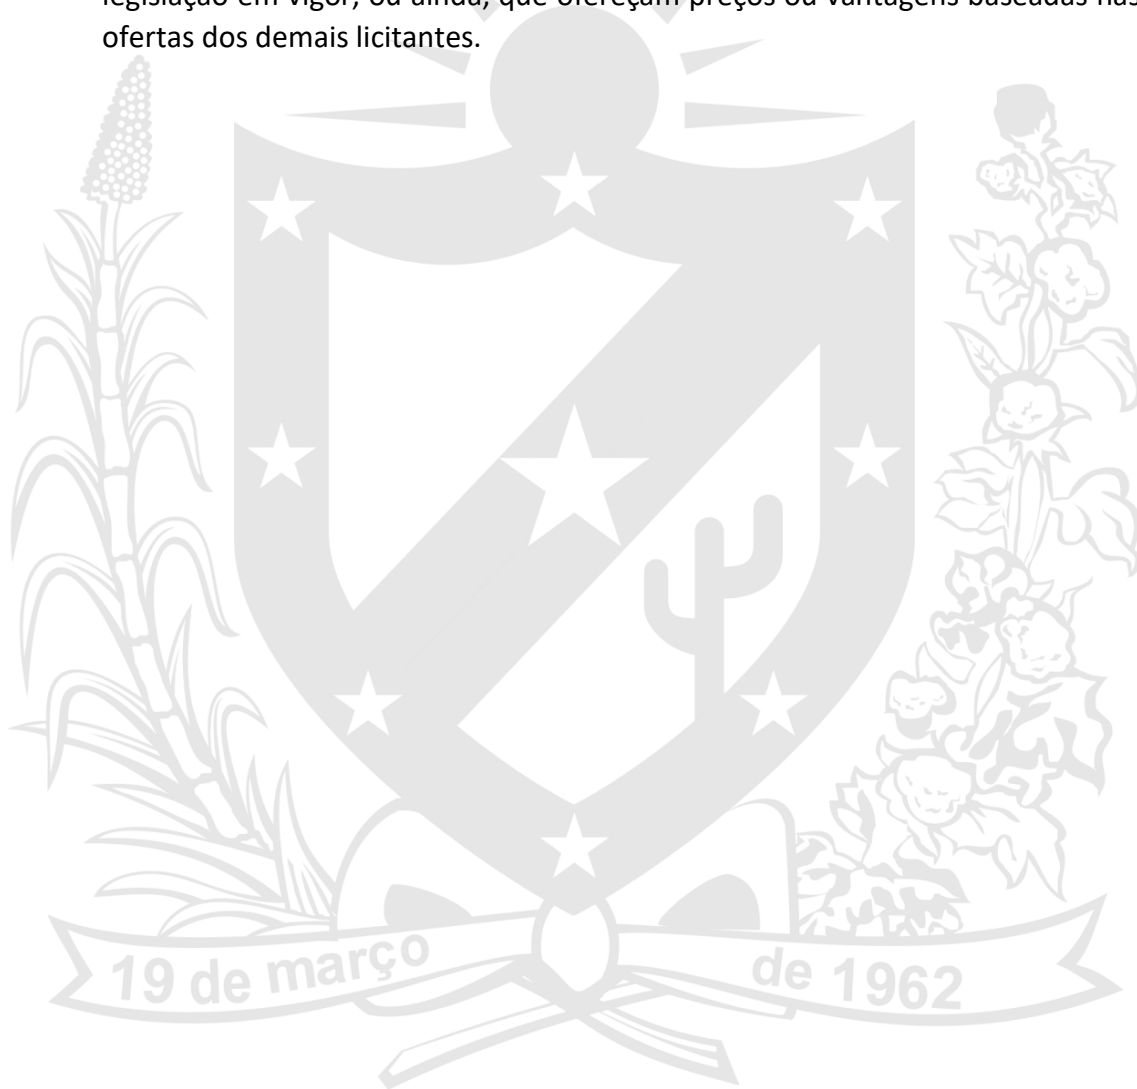 legislação em vigor, ou ainda, que ofereçam preços ou vantagens baseadas nas
ofertas dos demais licitantes.
19 de março
de 1962